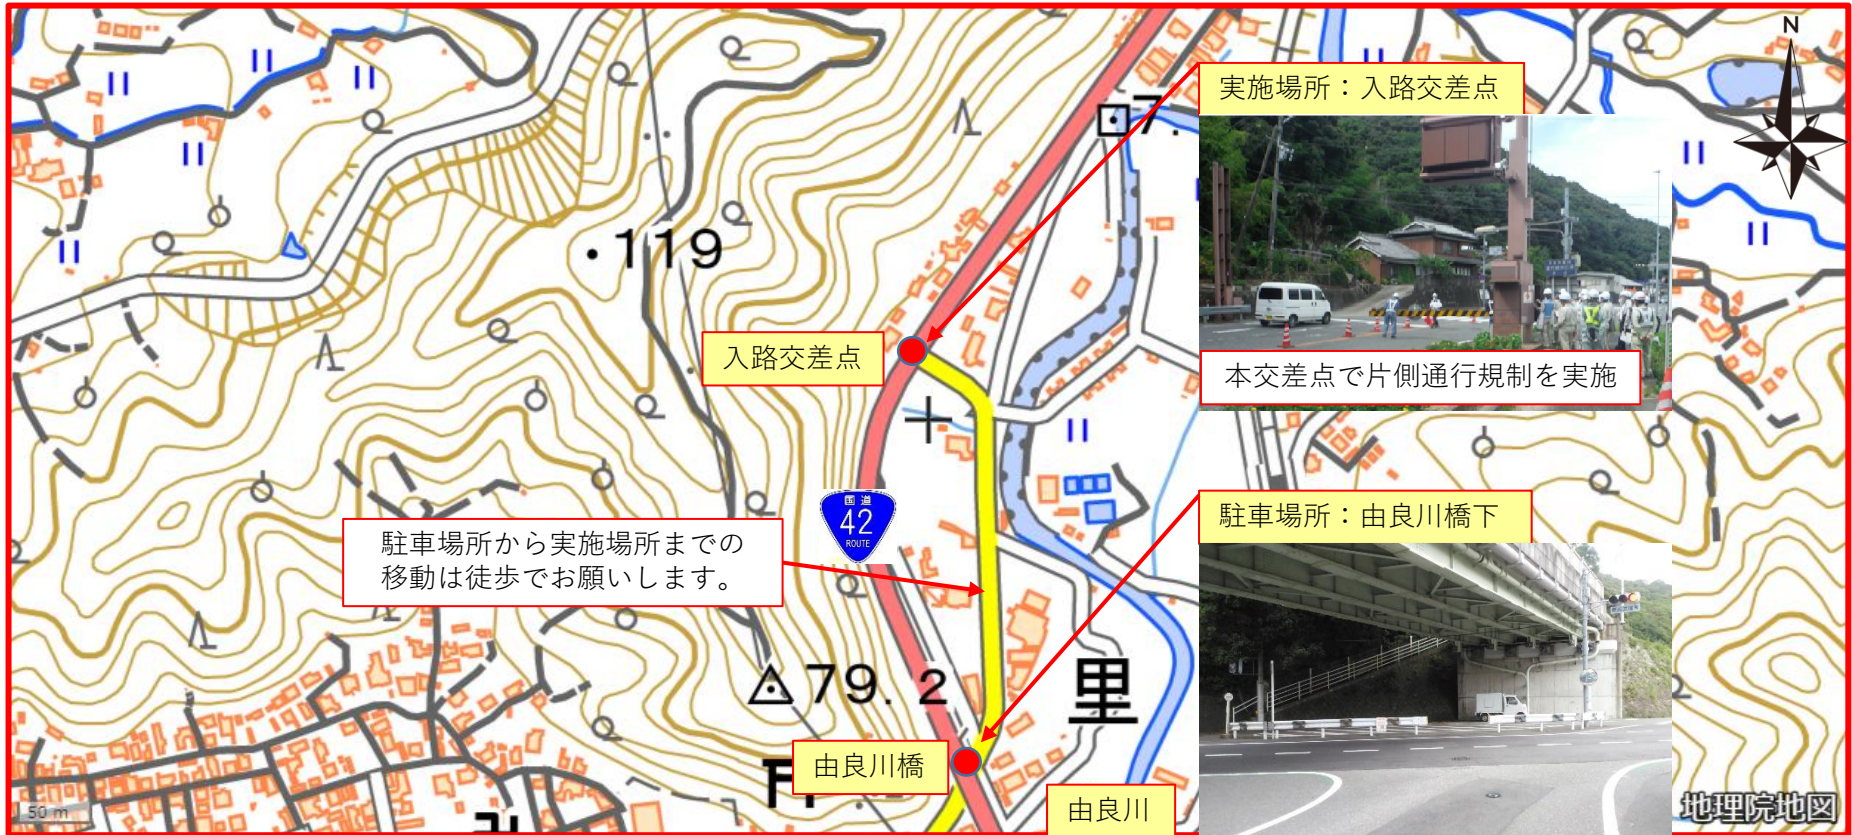 N
実施場所：入路交差点
7.
119
入路交差点
本交差点で片側通行規制を実施
国道
42
ROUTE
駐車場所：由良川橋下
駐車場所から実施場所までの
移動は徒歩でお願いします。
79.2
里
由良川橋
由良川
50 m
地理院地図